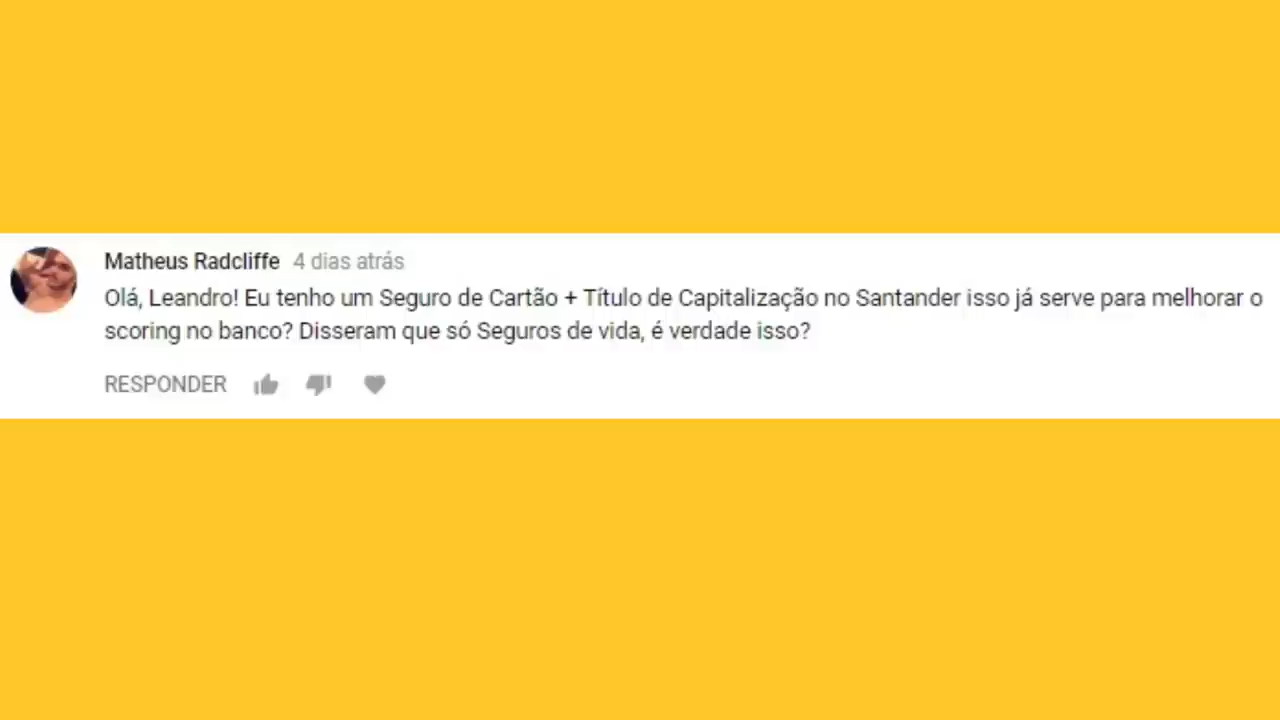 Matheus Radcliffe 4 dias atrás
Olá, Leandro! Eu tenho um Seguro de Cartão + Título de Capitalização no Santander isso já serve para melhorar o
scoring no banco? Disseram que só Seguros de vida, é verdade isso?
RESPONDER